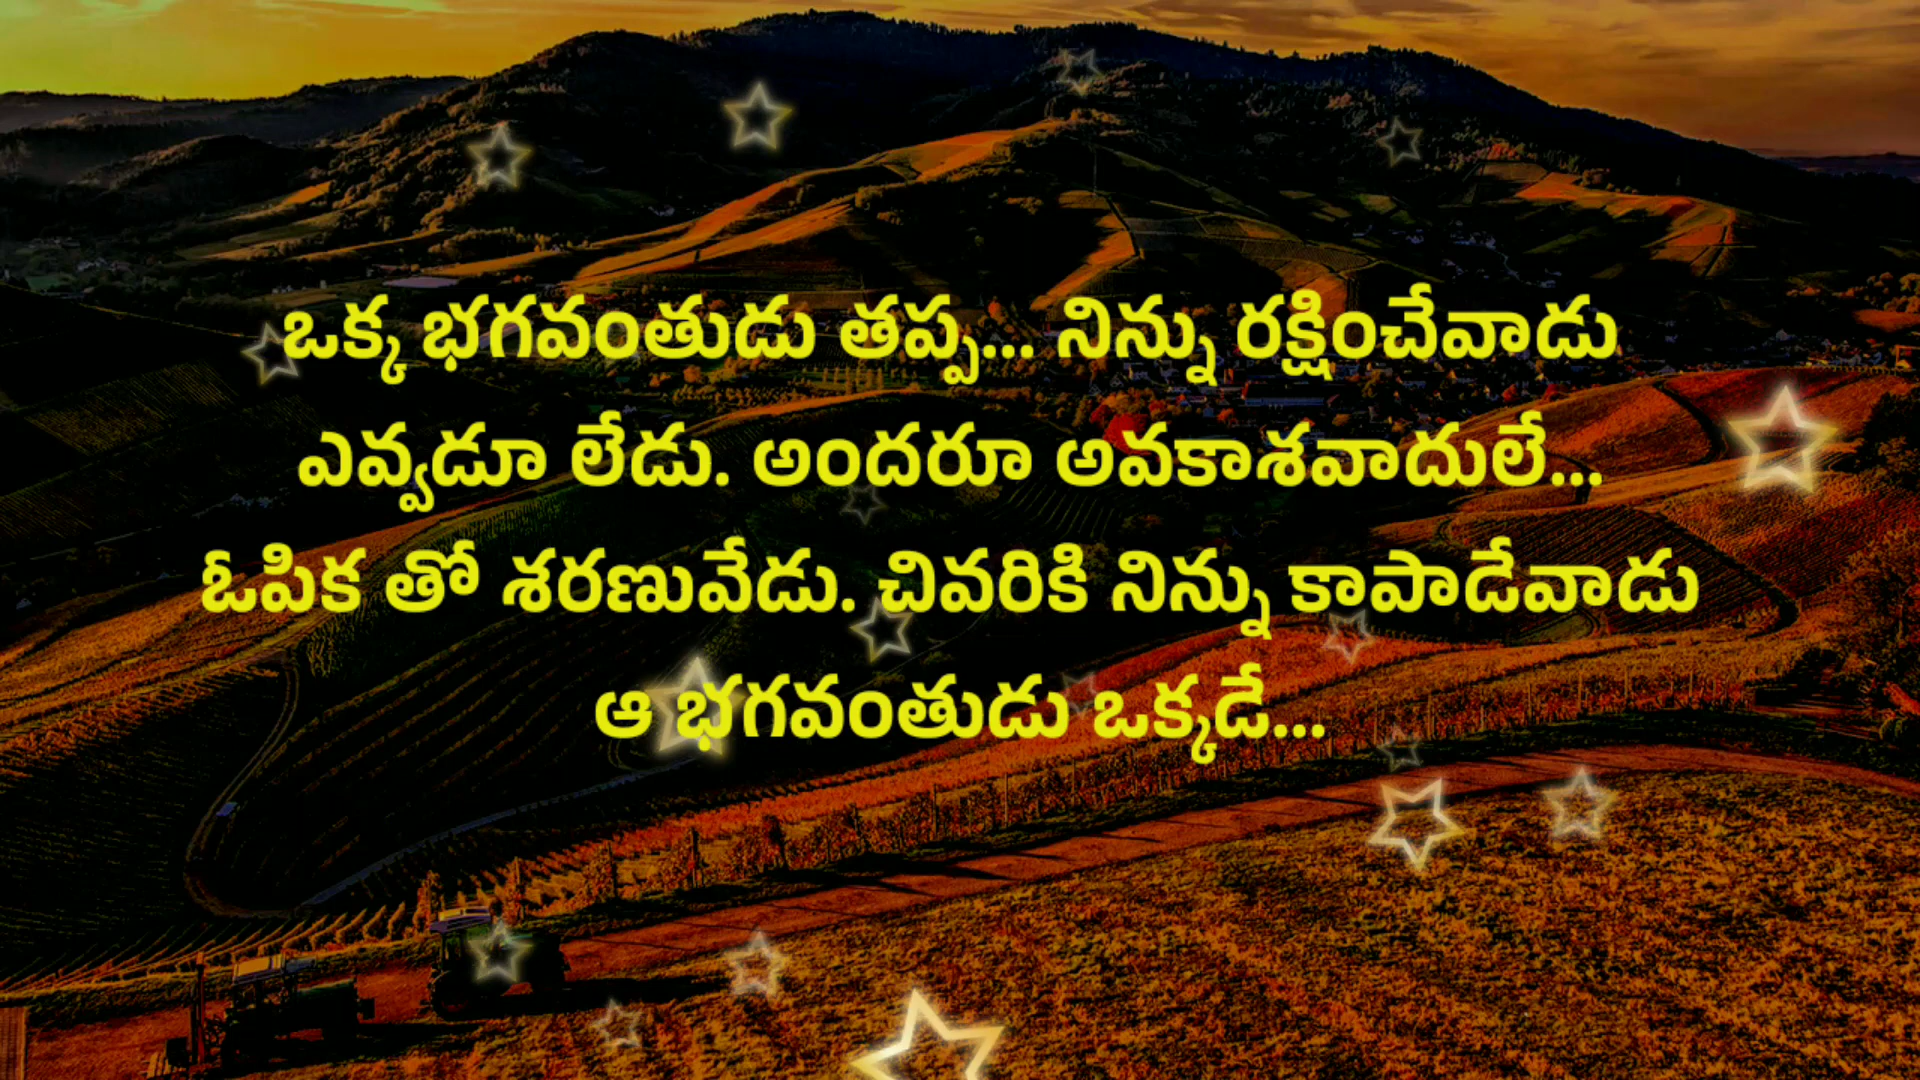 ఒక్క భగవంతుడు తప్ప... నిన్ను రక్షించేవాడు
ఎవ్వడూ లేడు. అందరూ అవకాశవాదులే...
ఓపిక తో శరణువేడు. చివరికి నిన్ను కాపాడేవాడు
ఆ భగవంతుడు ఒక్కడే...